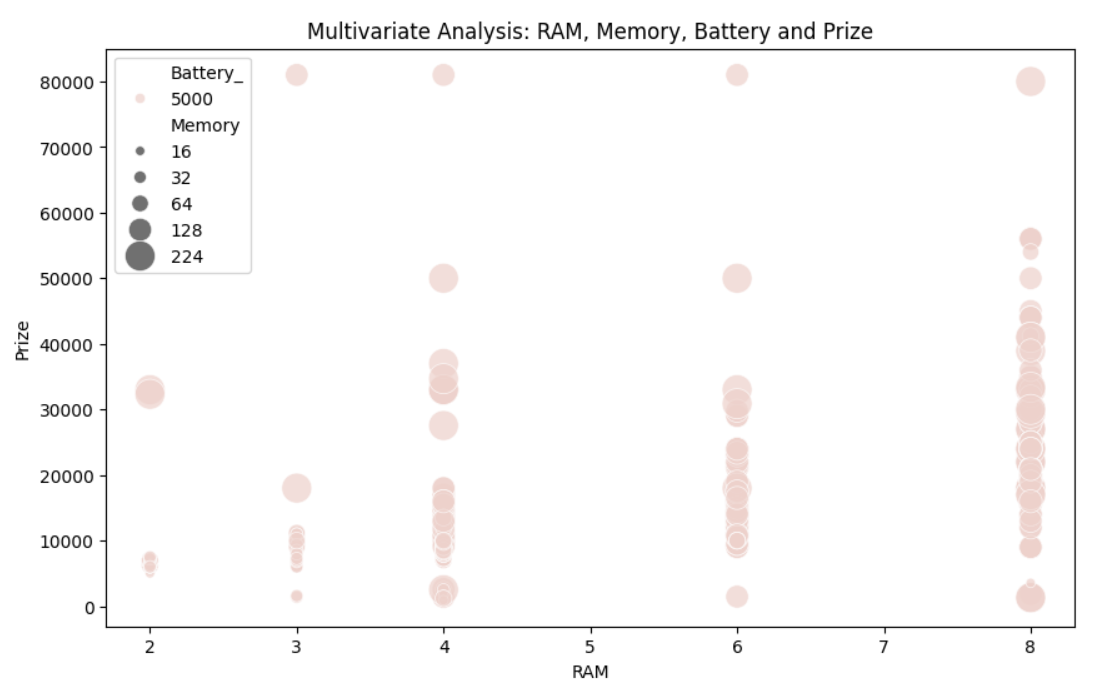 Multivariate Analysis: RAM, Memory, Battery and Prize
80000
70000
60000
50000
40000
30000
20000
10000
0
Prize
Battery_
5000
Memory
16
32
64
128
224
2 3 4 5 6 7 8
RAM